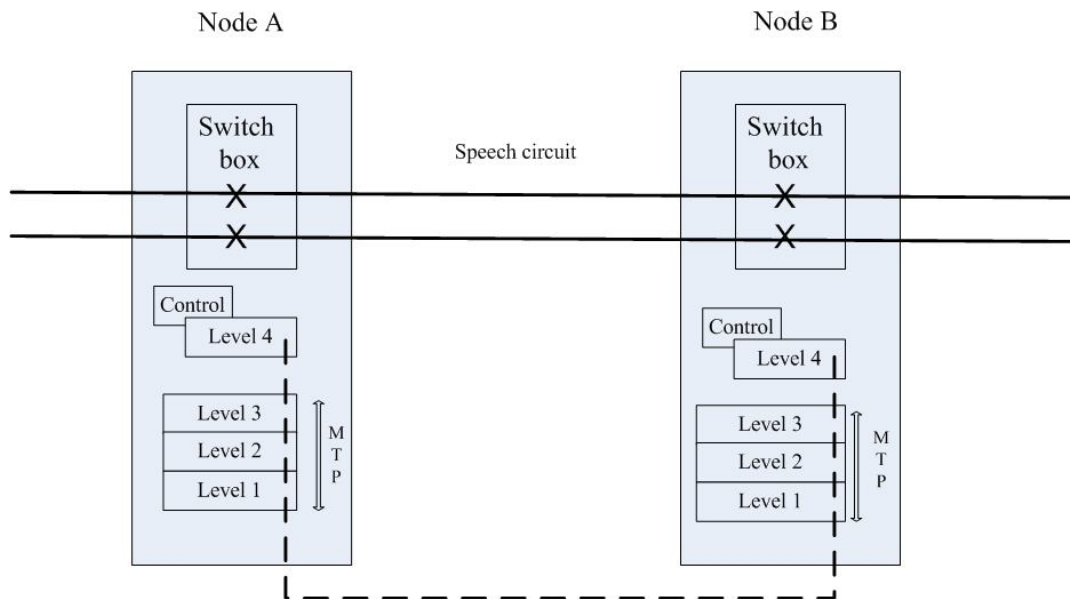 Node A
Node B
Switch
box
Speech circuit
Switch
box
X
X
X
X
Control
Level 4
Control
Level 4
Level 3
Level 2
Level 1
M
T
P
Level 3
Level 2
Level 1
M
T
P